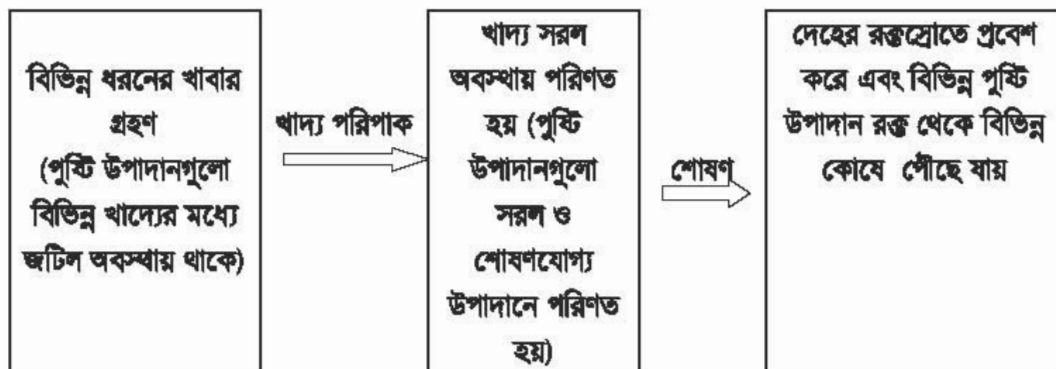 বিভিন্ন ধরনের খাবার
গ্রহণ
(পুষ্টি উপাদানগুলো
বিভিন্ন খাদ্যের মধ্যে
জটিল অবস্থায় থাকে)
খাদ্য পরিপাক
খাদ্য সরল
অবস্থায় পরিণত
হয় (পুষ্টি
উপাদানগুলো
সরল ও
শোষণযোগ্য
উপাদানে পরিণত
হয়)
শোষণ
দেহের রক্তস্রোতে প্রবেশ
করে এবং বিভিন্ন পুষ্টি
উপাদান রক্ত থেকে বিভিন্ন
কোষে পৌঁছে যায়